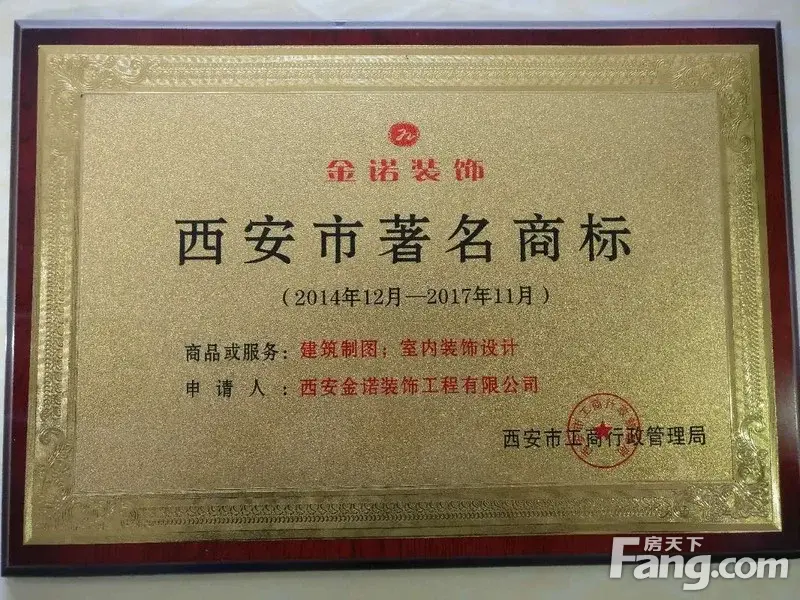 金诺装饰
西安市著名商标
（2014年12月—2017年11月）
商品或服务：建筑制图；室内装饰设计
申请人：西安金诺装饰工程有限公司
西安市工商行政管理局
房天下
Fang.com